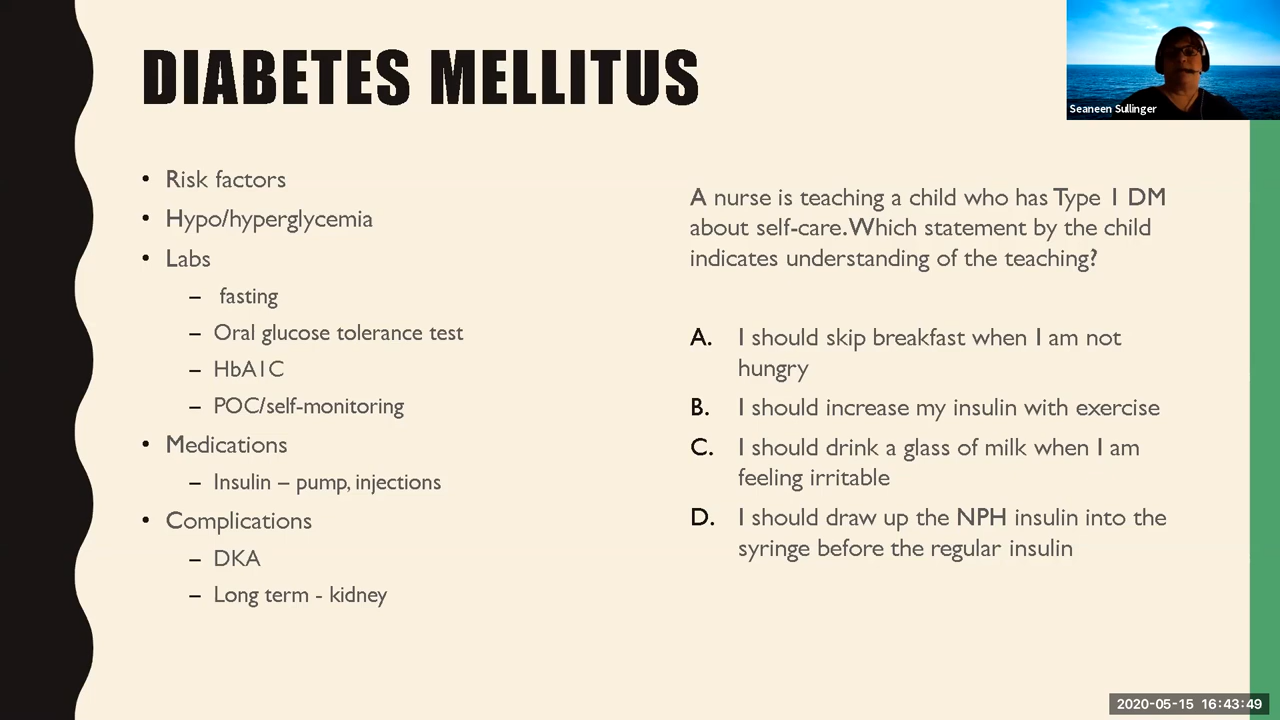 DIABETES MELLITUS
Seaneen Sullinger
• Risk factors
• Hypo/hyperglycemia
• Labs
– fasting
– Oral glucose tolerance test
– HbA1C
– POC/self-monitoring
• Medications
– Insulin – pump, injections
• Complications
– DKA
– Long term - kidney
A nurse is teaching a child who has Type 1 DM
about self-care. Which statement by the child
indicates understanding of the teaching?
A. I should skip breakfast when I am not
hungry
B. I should increase my insulin with exercise
C. I should drink a glass of milk when I am
feeling irritable
D. I should draw up the NPH insulin into the
syringe before the regular insulin
2020-05-15 16:43:49